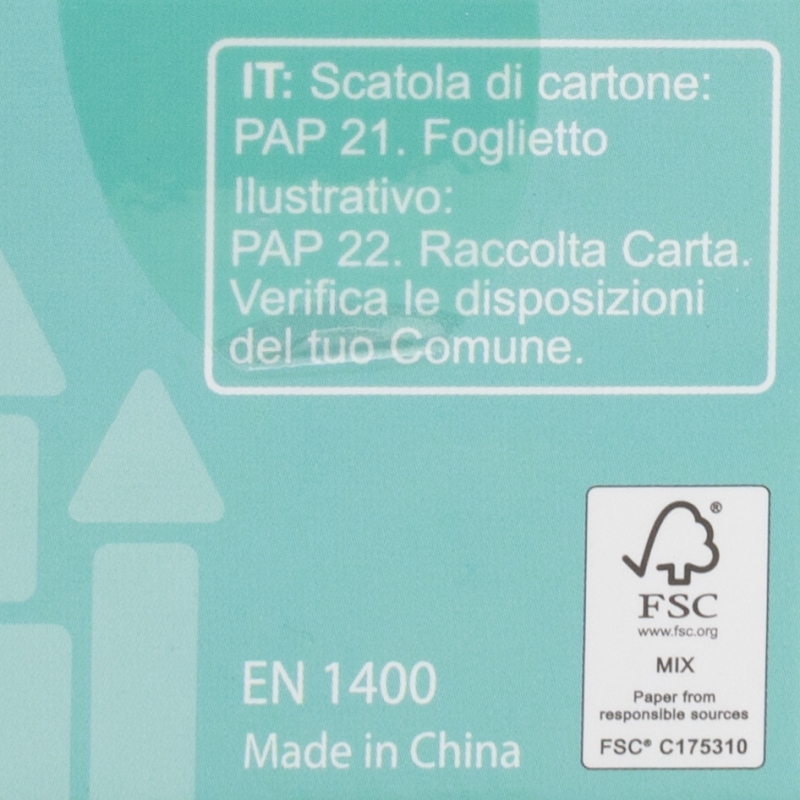 IT: Scatola di cartone:
PAP 21. Foglietto
Ilustrativo:
PAP 22. Raccolta Carta.
Verifica le disposizioni
del tuo Comune.
EN 1400
Made in China
®
FSC
www.fsc.org
MIX
Paper from
responsible sources
FSC® C175310